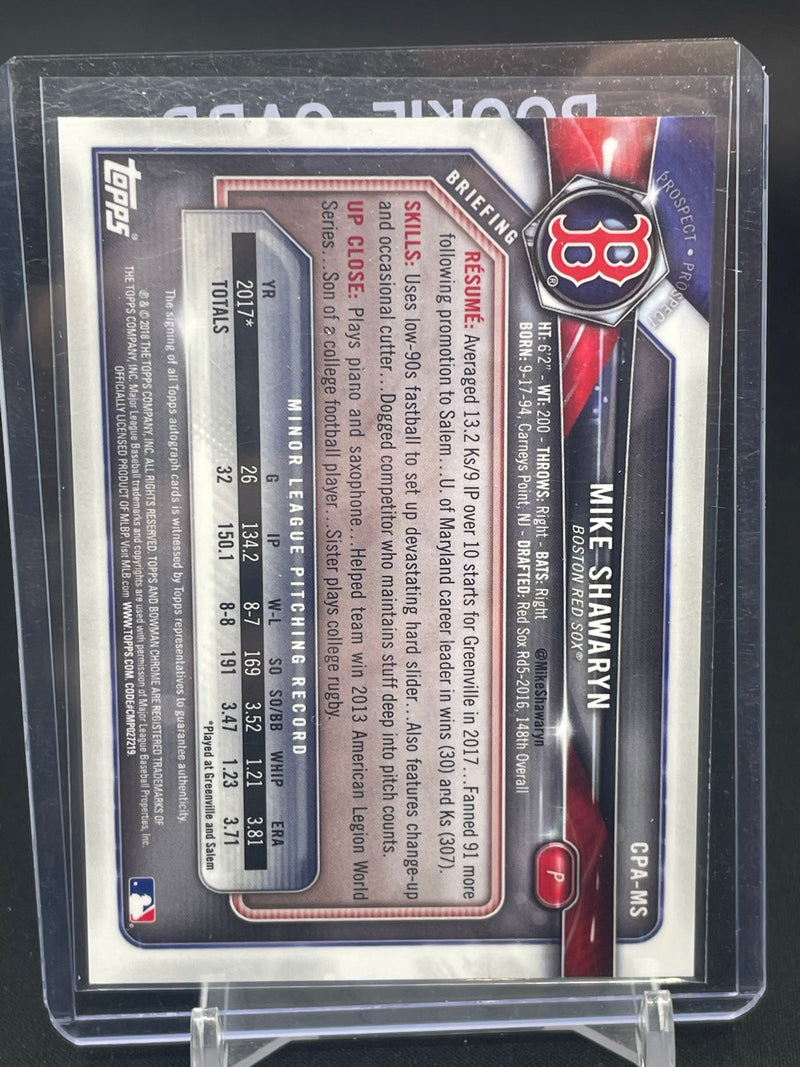 ROOKIE CARD
CPA-MS
MIKE SHAWARYN
BOSTON RED SOX®
P
PROSPECT • PROSPECT
B
®
HT: 6'2" - WT: 200 - THROWS: Right - BATS: Right @MikeShawaryn
BORN: 9-17-94, Carneys Point, NJ - DRAFTED: Red Sox Rd5-2016, 148th Overall
BRIEFING
RÉSUMÉ: Averaged 13.2 Ks/9 IP over 10 starts for Greenville in 2017...Fanned 91 more
following promotion to Salem...U. of Maryland career leader in wins (30) and Ks (307).
SKILLS: Uses low-90s fastball to set up devastating hard slider...Also features change-up
and occasional cutter...Dogged competitor who maintains stuff deep into pitch counts.
UP CLOSE: Plays piano and saxophone...Helped team win 2013 American Legion World
Series...Son of a college football player...Sister plays college rugby.
MINOR LEAGUE PITCHING RECORD
YR G IP W-L SO SO/BB WHIP ERA
2017* 26 134.2 8-7 169 3.52 1.21 3.81
TOTALS 32 150.1 8-8 191 3.47 1.23 3.71
*Played at Greenville and Salem
The signing of all Topps autograph cards is witnessed by Topps representatives to guarantee authenticity.
® & © 2018 THE TOPPS COMPANY, INC. ALL RIGHTS RESERVED. TOPPS AND BOWMAN CHROME ARE REGISTERED TRADEMARKS OF
THE TOPPS COMPANY, INC. Major League Baseball trademarks and copyrights are used with permission of Major League Baseball Properties, Inc.
OFFICIALLY LICENSED PRODUCT OF MLBP. Visit MLB.com WWW.TOPPS.COM. CODE#CMP027219.
topps®